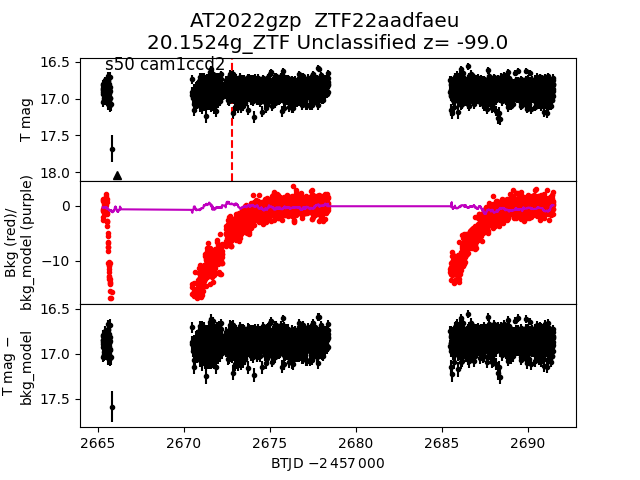 AT2022gzp  ZTF22aadfaeu
20.1524g_ZTF Unclassified z= -99.0
s50 cam1ccd2
16.5
17.0
17.5
18.0
T mag
0
−10
Bkg (red)/
bkg_model (purple)
16.5
17.0
17.5
T mag −
bkg_model
2665 2670 2675 2680 2685 2690
BTJD −2 457 000